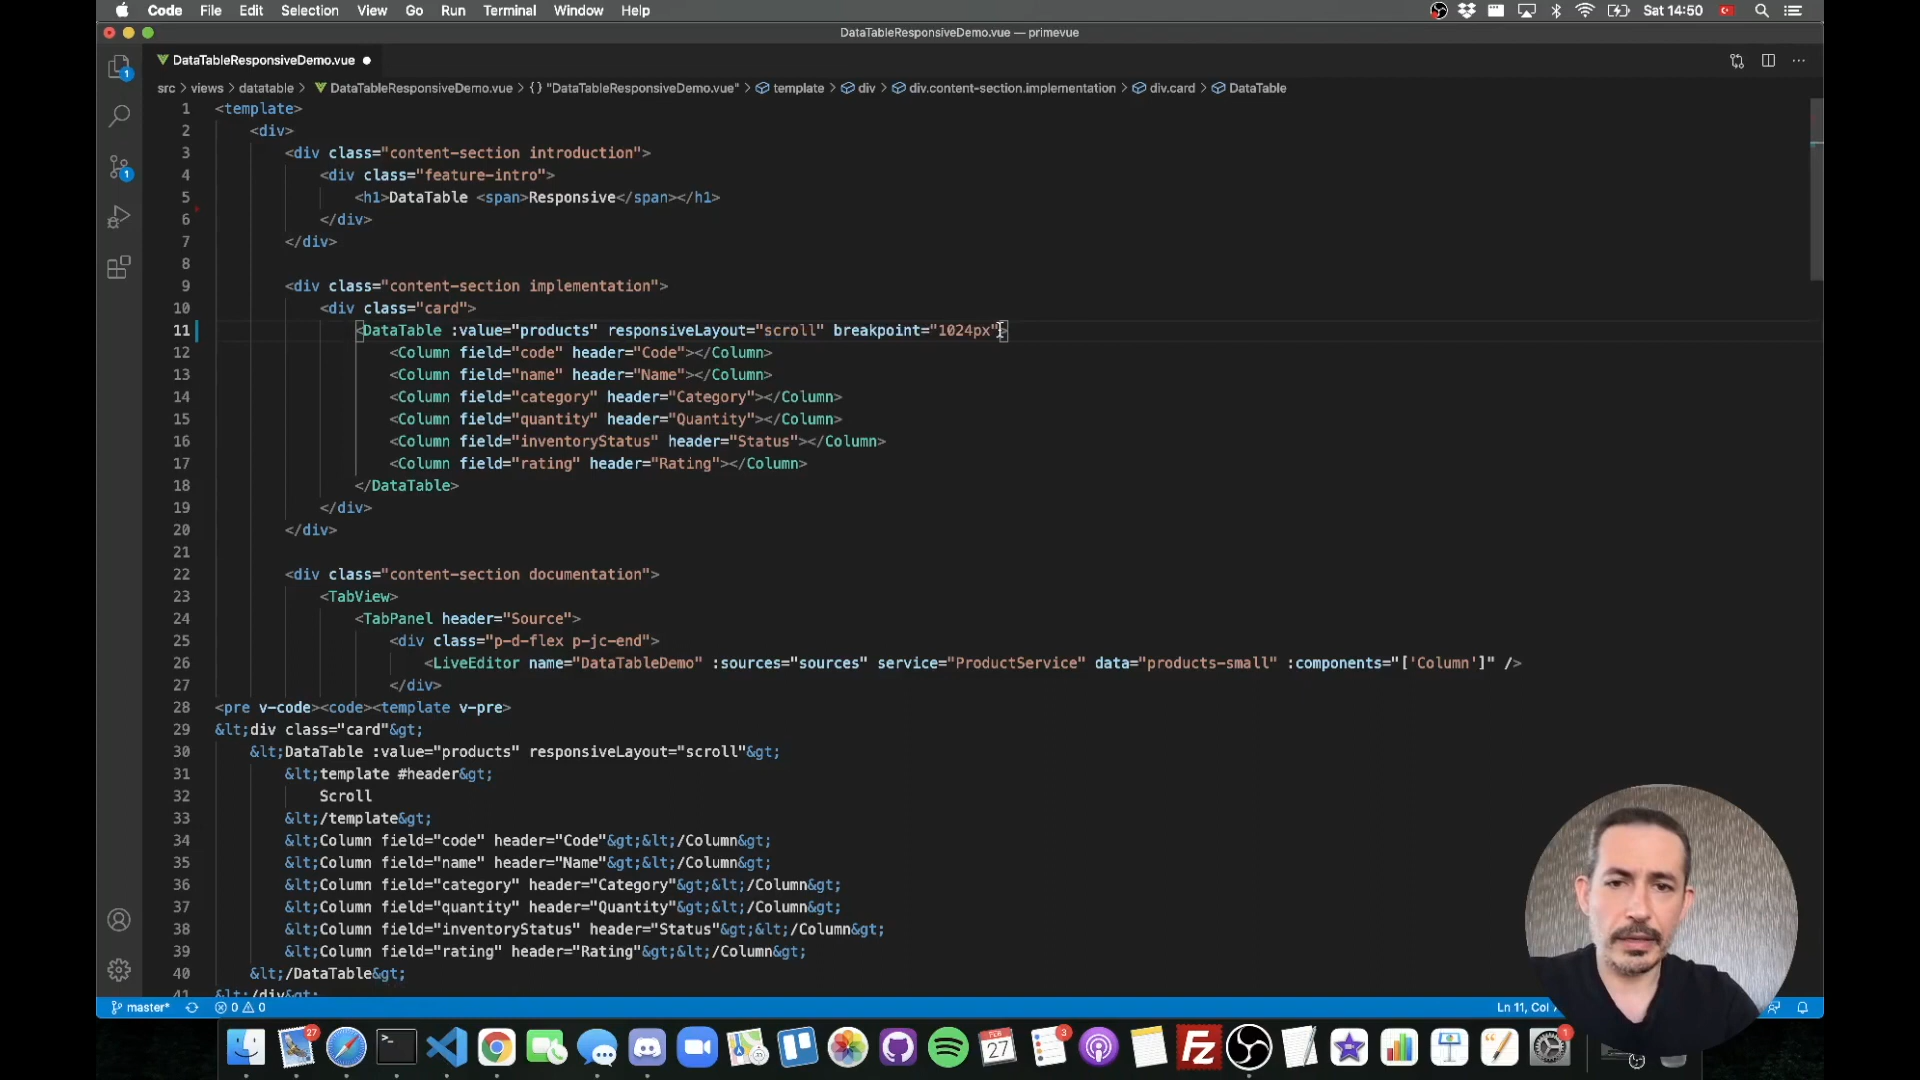 Code File Edit Selection View Go Run Terminal Window Help Sat 14:50
DataTableResponsiveDemo.vue — primevue
DataTableResponsiveDemo.vue
src > views > datatable > DataTableResponsiveDemo.vue > {} "DataTableResponsiveDemo.vue" > template > div > div.content-section.implementation > div.card > DataTable
1 <template>
2 <div>
3 <div class="content-section introduction">
4 <div class="feature-intro">
5 <h1>DataTable <span>Responsive</span></h1>
6 </div>
7 </div>
8
9 <div class="content-section implementation">
10 <div class="card">
11 <DataTable :value="products" responsiveLayout="scroll" breakpoint="1024px">
12 <Column field="code" header="Code"></Column>
13 <Column field="name" header="Name"></Column>
14 <Column field="category" header="Category"></Column>
15 <Column field="quantity" header="Quantity"></Column>
16 <Column field="inventoryStatus" header="Status"></Column>
17 <Column field="rating" header="Rating"></Column>
18 </DataTable>
19 </div>
20 </div>
21
22 <div class="content-section documentation">
23 <TabView>
24 <TabPanel header="Source">
25 <div class="p-d-flex p-jc-end">
26 <LiveEditor name="DataTableDemo" :sources="sources" service="ProductService" data="products-small" :components="['Column']" />
27 </div>
28 <pre v-code><code><template v-pre>
29 &lt;div class="card"&gt;
30 &lt;DataTable :value="products" responsiveLayout="scroll"&gt;
31 &lt;template #header&gt;
32 Scroll
33 &lt;/template&gt;
34 &lt;Column field="code" header="Code"&gt;&lt;/Column&gt;
35 &lt;Column field="name" header="Name"&gt;&lt;/Column&gt;
36 &lt;Column field="category" header="Category"&gt;&lt;/Column&gt;
37 &lt;Column field="quantity" header="Quantity"&gt;&lt;/Column&gt;
38 &lt;Column field="inventoryStatus" header="Status"&gt;&lt;/Column&gt;
39 &lt;Column field="rating" header="Rating"&gt;&lt;/Column&gt;
40 &lt;/DataTable&gt;
41 &lt;/div&gt;
master* 0 0 Ln 11, Col
27 FEB 27 3 1